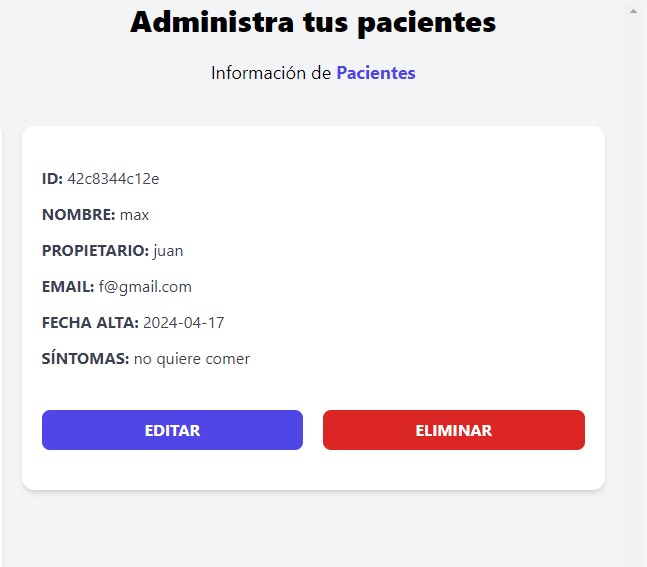 Administra tus pacientes
Información de Pacientes
ID: 42c8344c12e
NOMBRE: max
PROPIETARIO: juan
EMAIL: f@gmail.com
FECHA ALTA: 2024-04-17
SÍNTOMAS: no quiere comer
EDITAR
ELIMINAR